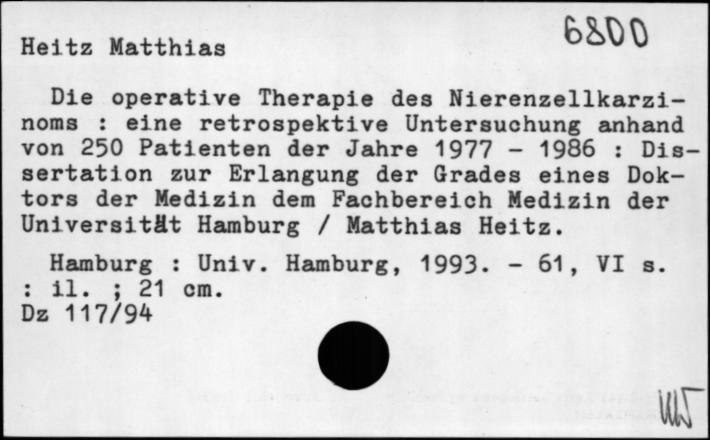 6800
Heitz Matthias
Die operative Therapie des Nierenzellkarzi-
noms : eine retrospektive Untersuchung anhand
von 250 Patienten der Jahre 1977 - 1986 : Dis-
sertation zur Erlangung der Grades eines Dok-
tors der Medizin dem Fachbereich Medizin der
Universität Hamburg / Matthias Heitz.
Hamburg : Univ. Hamburg, 1993. - 61, VI s.
: il. ; 21 cm.
Dz 117/94